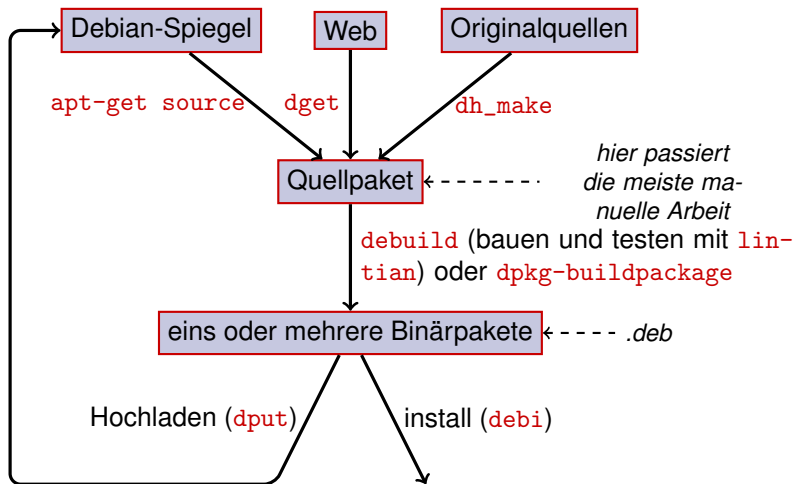 Debian-Spiegel
Web
Originalquellen
apt-get source
dget
dh_make
Quellpaket
hier passiert
die meiste ma-
nuelle Arbeit
debuild (bauen und testen mit lin-
tian) oder dpkg-buildpackage
eins oder mehrere Binärpakete
.deb
Hochladen (dput)
install (debi)